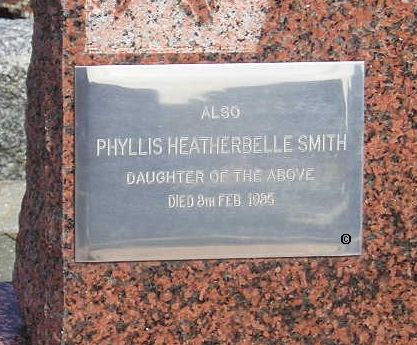 ALSO
PHYLLIS HEATHERBELLE SMITH
DAUGHTER OF THE ABOVE
DIED 8TH FEB 1985
©